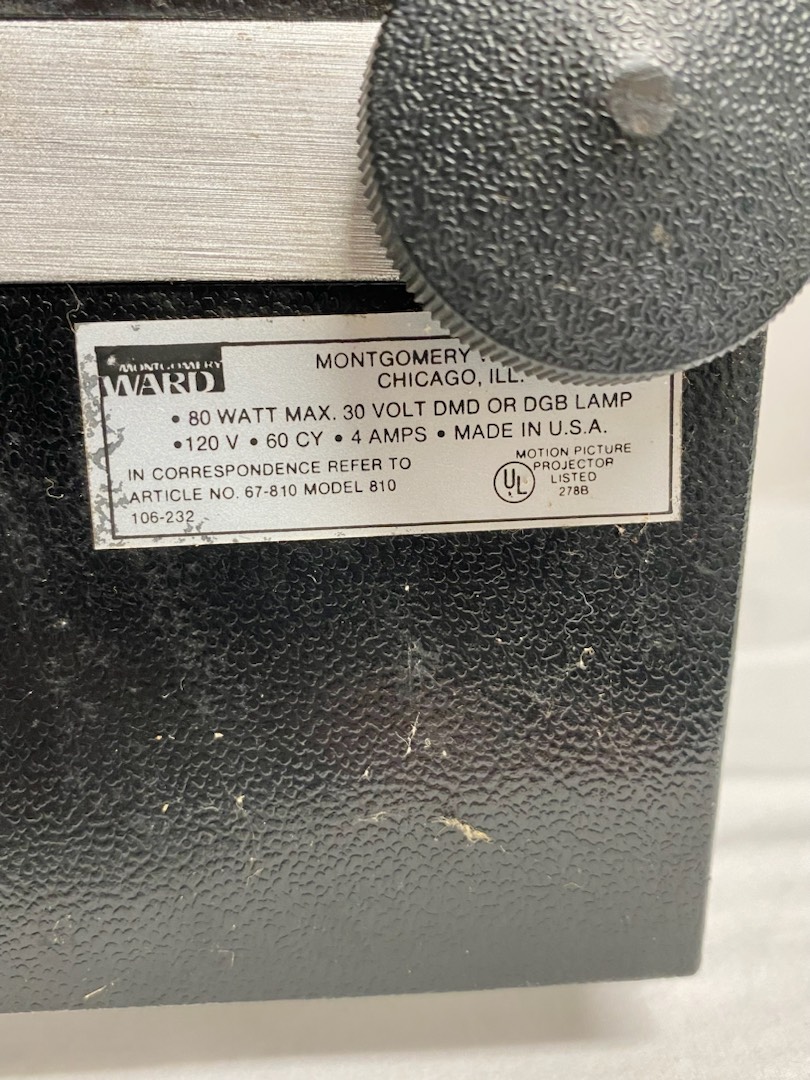 MONTGOMERY
WARD
MONTGOMERY
CHICAGO, ILL.
• 80 WATT MAX. 30 VOLT DMD OR DGB LAMP
• 120 V • 60 CY • 4 AMPS • MADE IN U.S.A.
IN CORRESPONDENCE REFER TO
ARTICLE NO. 67-810 MODEL 810
106-232
UL
MOTION PICTURE
PROJECTOR
LISTED
278B